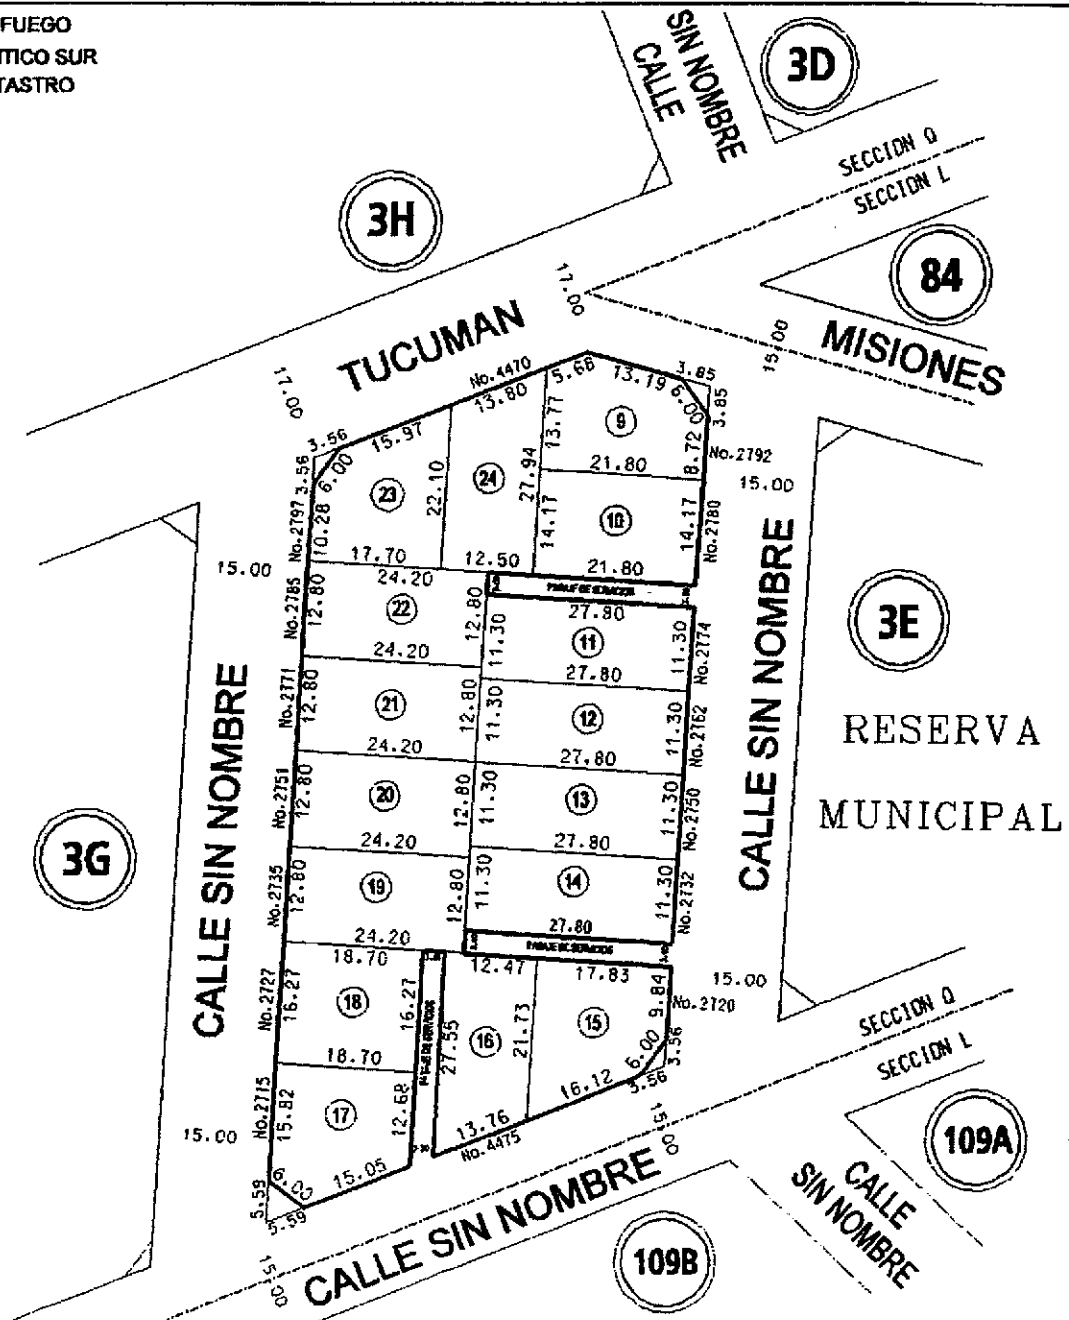 FUEGO
TICO SUR
TASTRO
SIN NOMBRE
CALLE
3D
SECCION Q
SECCION L
3H
84
17.00
TUCUMAN
MISIONES
15.00
17.00
No.4470
13.80
5.68
13.19
3.85
6.00
3.85
3.56
15.97
3.56
6.00
13.77
9
8.72
No.2792
21.80
15.00
23
22.10
24
27.94
No.2797
10.28
10
14.17
14.17
No.2780
17.70
12.50
21.80
15.00
24.20
PASAJE DE SERVICIOS
No.2785
12.80
22
12.80
27.80
11.30
11
11.30
No.2774
24.20
27.80
3E
No.2771
12.80
21
12.80
11.30
12
11.30
No.2762
RESERVA
MUNICIPAL
24.20
27.80
No.2751
12.80
20
12.80
11.30
13
11.30
No.2750
CALLE SIN NOMBRE
CALLE SIN NOMBRE
24.20
27.80
3G
No.2735
12.80
19
12.80
11.30
14
11.30
No.2732
27.80
24.20
PASAJE DE SERVICIOS
18.70
12.47
17.83
15.00
No.2727
16.27
18
16.27
PASAJE DE SERVICIOS
27.55
16
21.73
15
9.84
No.2720
6.00
3.56
3.56
SECCION Q
SECCION L
18.70
16.12
No.2715
15.82
17
12.68
13.76
No.4475
15.00
15.00
109A
6.00
15.05
5.59
5.59
CALLE SIN NOMBRE
CALLE
SIN NOMBRE
15.00
109B